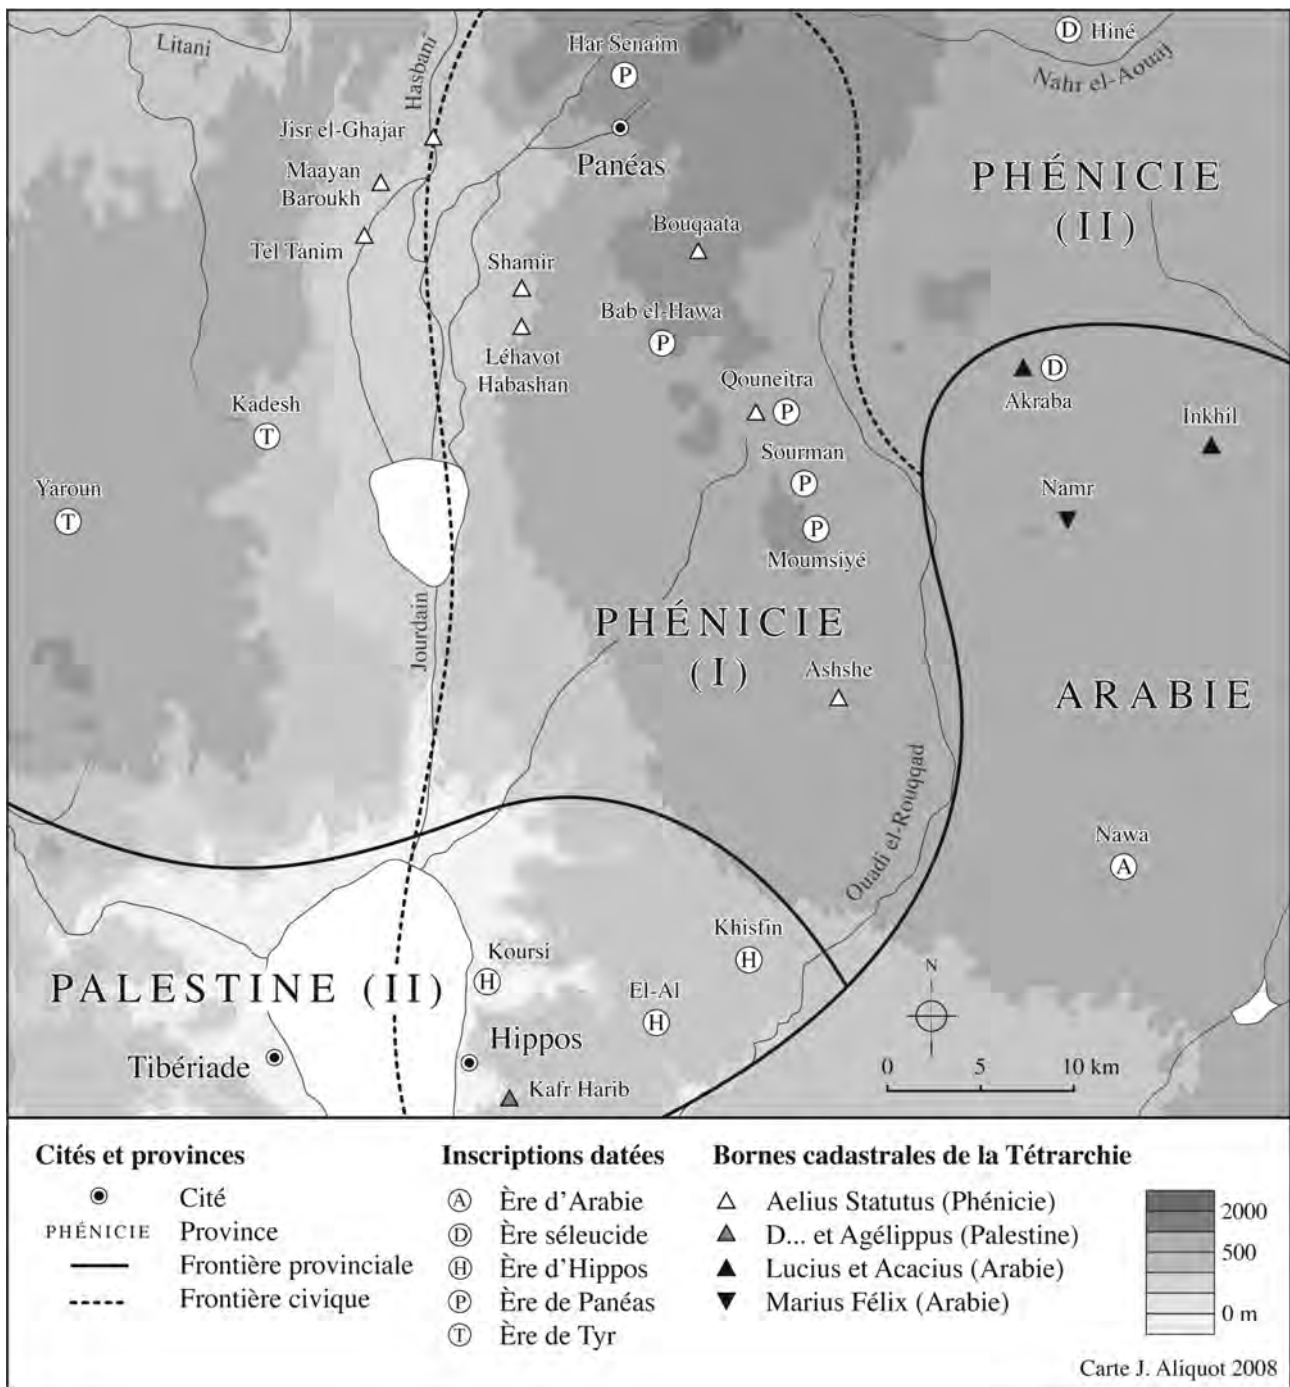 Litani
Hasbani
Har Senaim
P
D
Hiné
Nahr el-Aouaj
Jisr el-Ghajar
Panéas
Maayan
Baroukh
PHÉNICIE
(II)
Tel Tanim
Bouqaata
Shamir
Bab el-Hawa
P
Léhavot
Habashan
Qouneitra
P
D
Akraba
Inkhil
Kadesh
T
Sourman
P
Yaroun
T
Namr
P
Moumsiyé
Jourdain
PHÉNICIE
(I)
Ashshe
ARABIE
Ouadi el-Rouqqad
Nawa
A
Khisfin
H
Koursi
H
PALESTINE (II)
El-Al
H
N
Hippos
Tibériade
Kafr Harib
0 5 10 km
Cités et provinces
Cité
PHÉNICIE Province
Frontière provinciale
Frontière civique
Inscriptions datées
A Ère d'Arabie
D Ère séleucide
H Ère d'Hippos
P Ère de Panéas
T Ère de Tyr
Bornes cadastrales de la Tétrarchie
Aelius Statutus (Phénicie)
D... et Agélippus (Palestine)
Lucius et Acacius (Arabie)
Marius Félix (Arabie)
2000
500
0 m
Carte J. Aliquot 2008